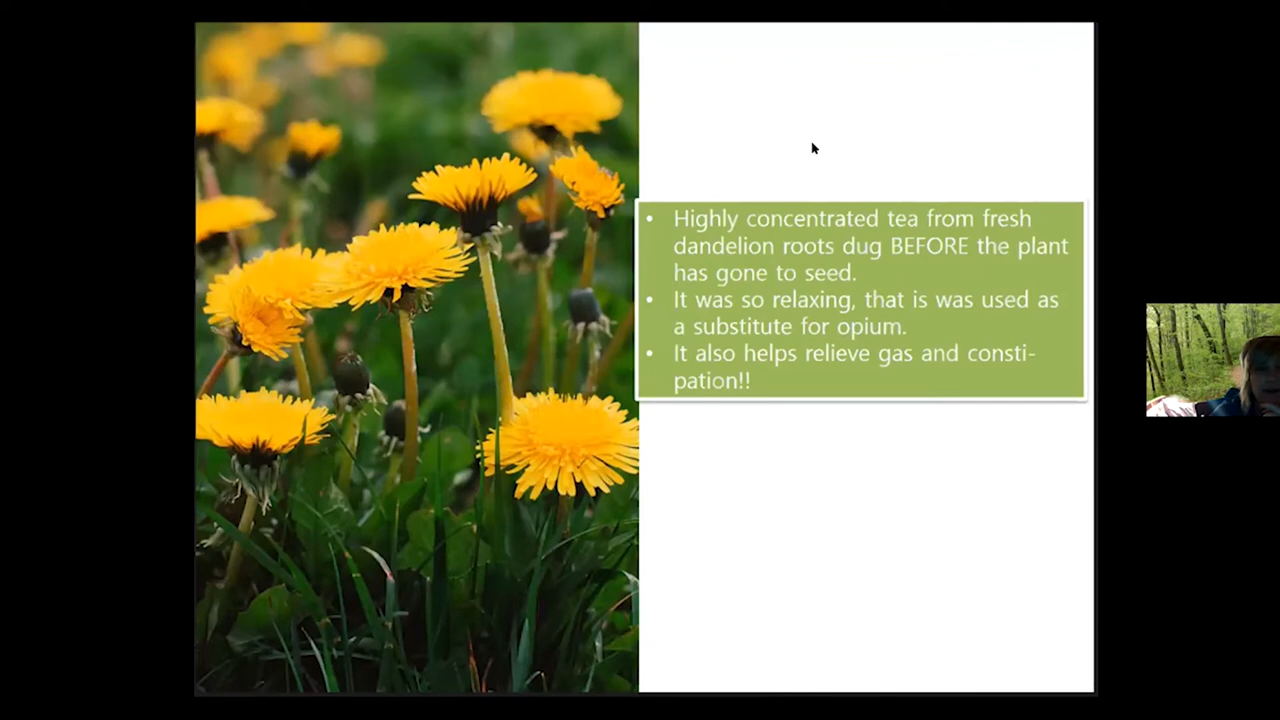 • Highly concentrated tea from fresh
dandelion roots dug BEFORE the plant
has gone to seed.
• It was so relaxing, that is was used as
a substitute for opium.
• It also helps relieve gas and consti-
pation!!